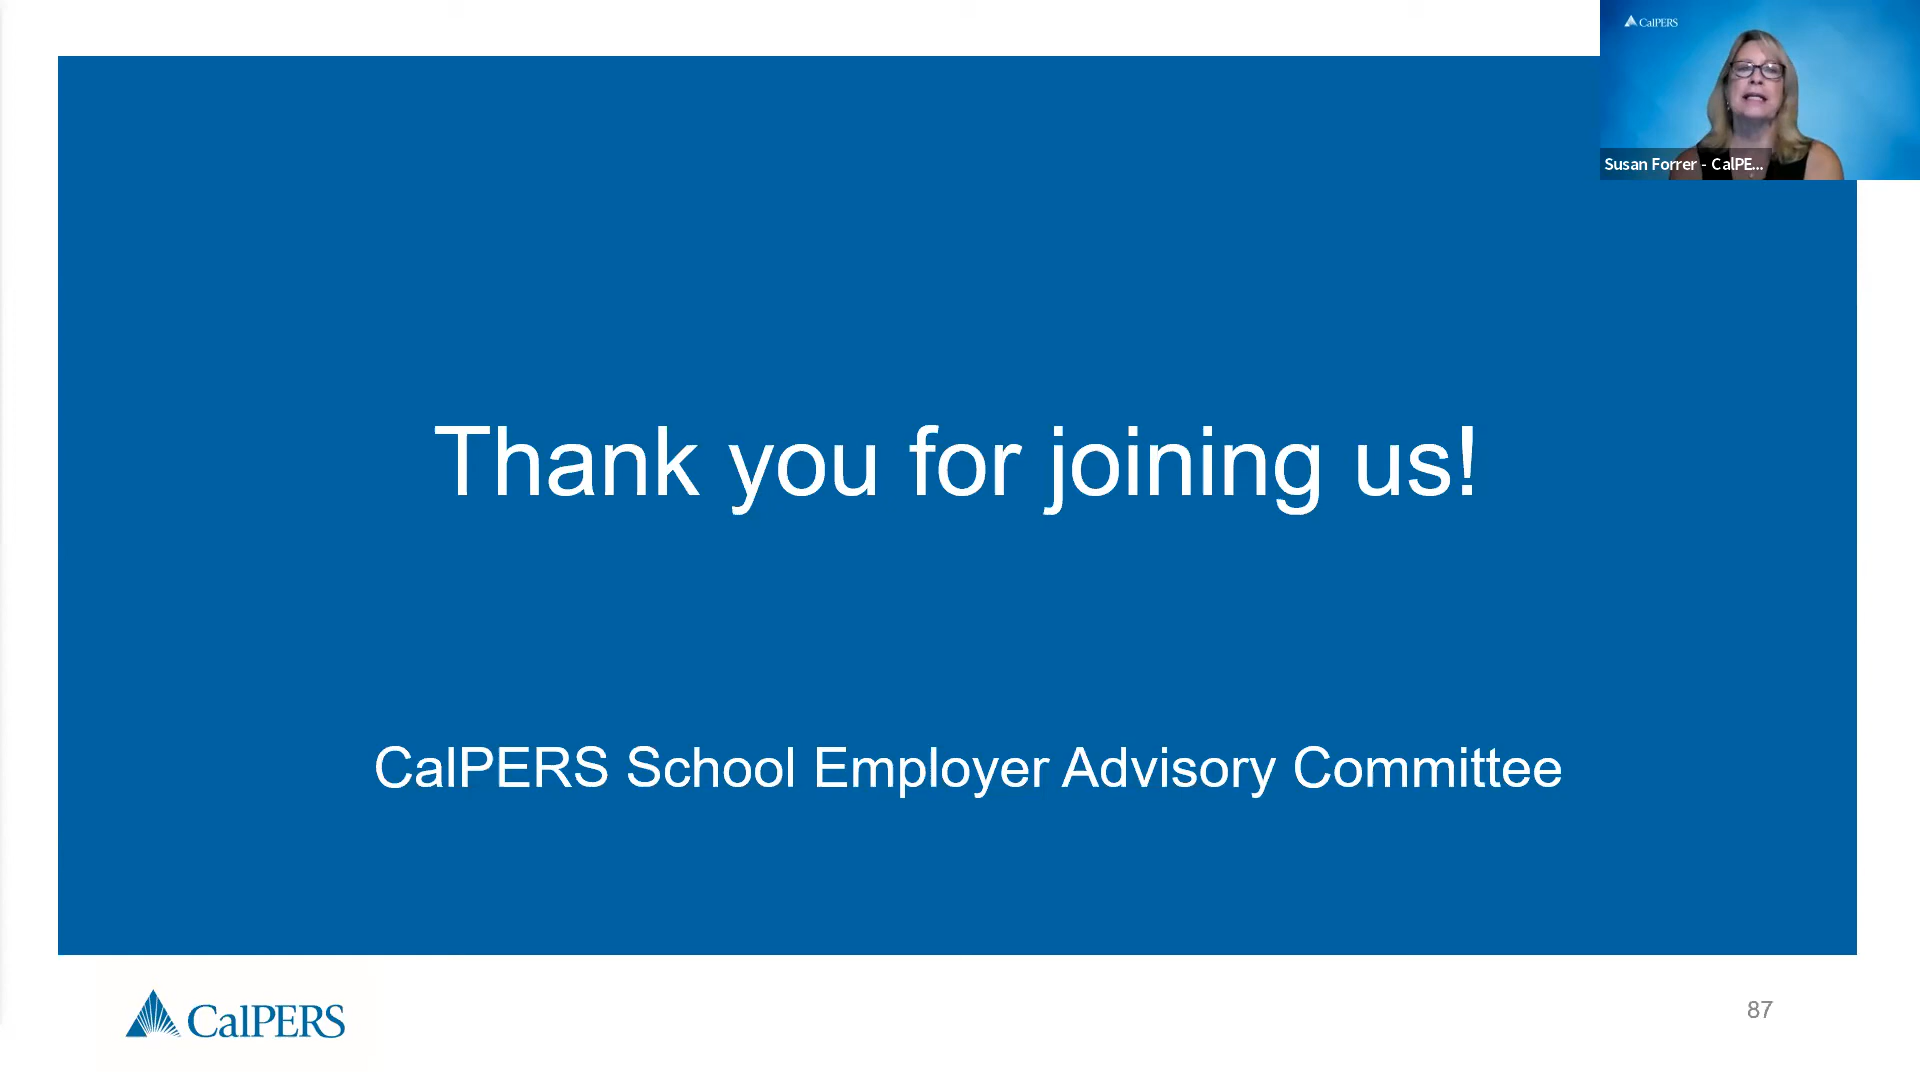 CalPERS
Susan Forrer - CalPE...
Thank you for joining us!
CalPERS School Employer Advisory Committee
CalPERS
87